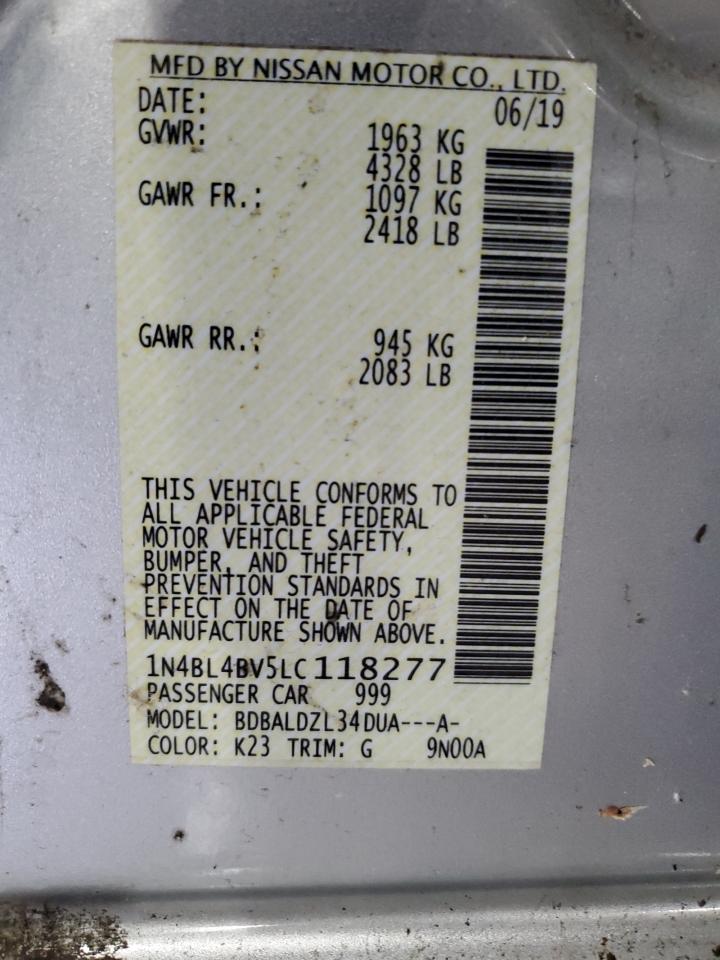 MFD BY NISSAN MOTOR CO., LTD.
DATE: 06/19
GVWR: 1963 KG
4328 LB
GAWR FR.: 1097 KG
2418 LB
GAWR RR.: 945 KG
2083 LB
THIS VEHICLE CONFORMS TO
ALL APPLICABLE FEDERAL
MOTOR VEHICLE SAFETY,
BUMPER, AND THEFT
PREVENTION STANDARDS IN
EFFECT ON THE DATE OF
MANUFACTURE SHOWN ABOVE.
1N4BL4BV5LC118277
PASSENGER CAR 999
MODEL: BDBALDZL34DUA---A-
COLOR: K23 TRIM: G 9N00A